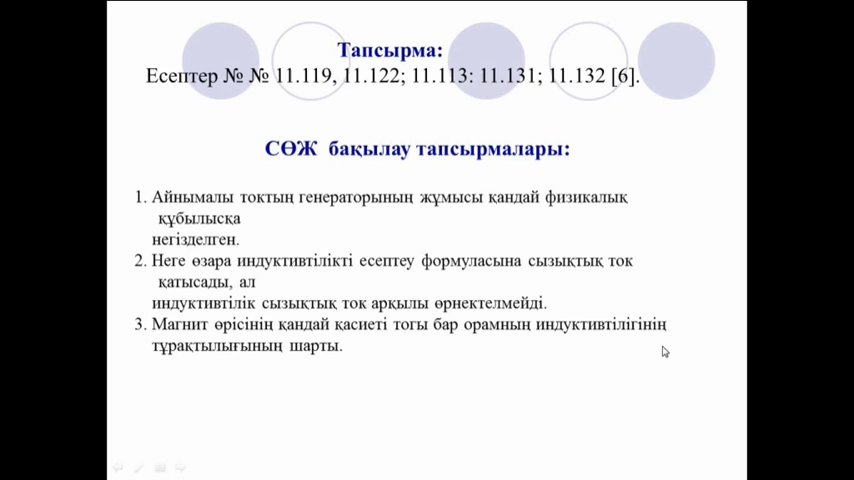 Тапсырма:
Есептер № № 11.119, 11.122; 11.113: 11.131; 11.132 [6].
СӨЖ бақылау тапсырмалары:
1. Айнымалы токтың генераторының жұмысы қандай физикалық
құбылысқа
негізделген.
2. Неге өзара индуктивтілікті есептеу формуласына сызықтық ток
қатысады, ал
индуктивтілік сызықтық ток арқылы өрнектелмейді.
3. Магнит өрісінің қандай қасиеті тогы бар орамның индуктивтілігінің
тұрақтылығының шарты.